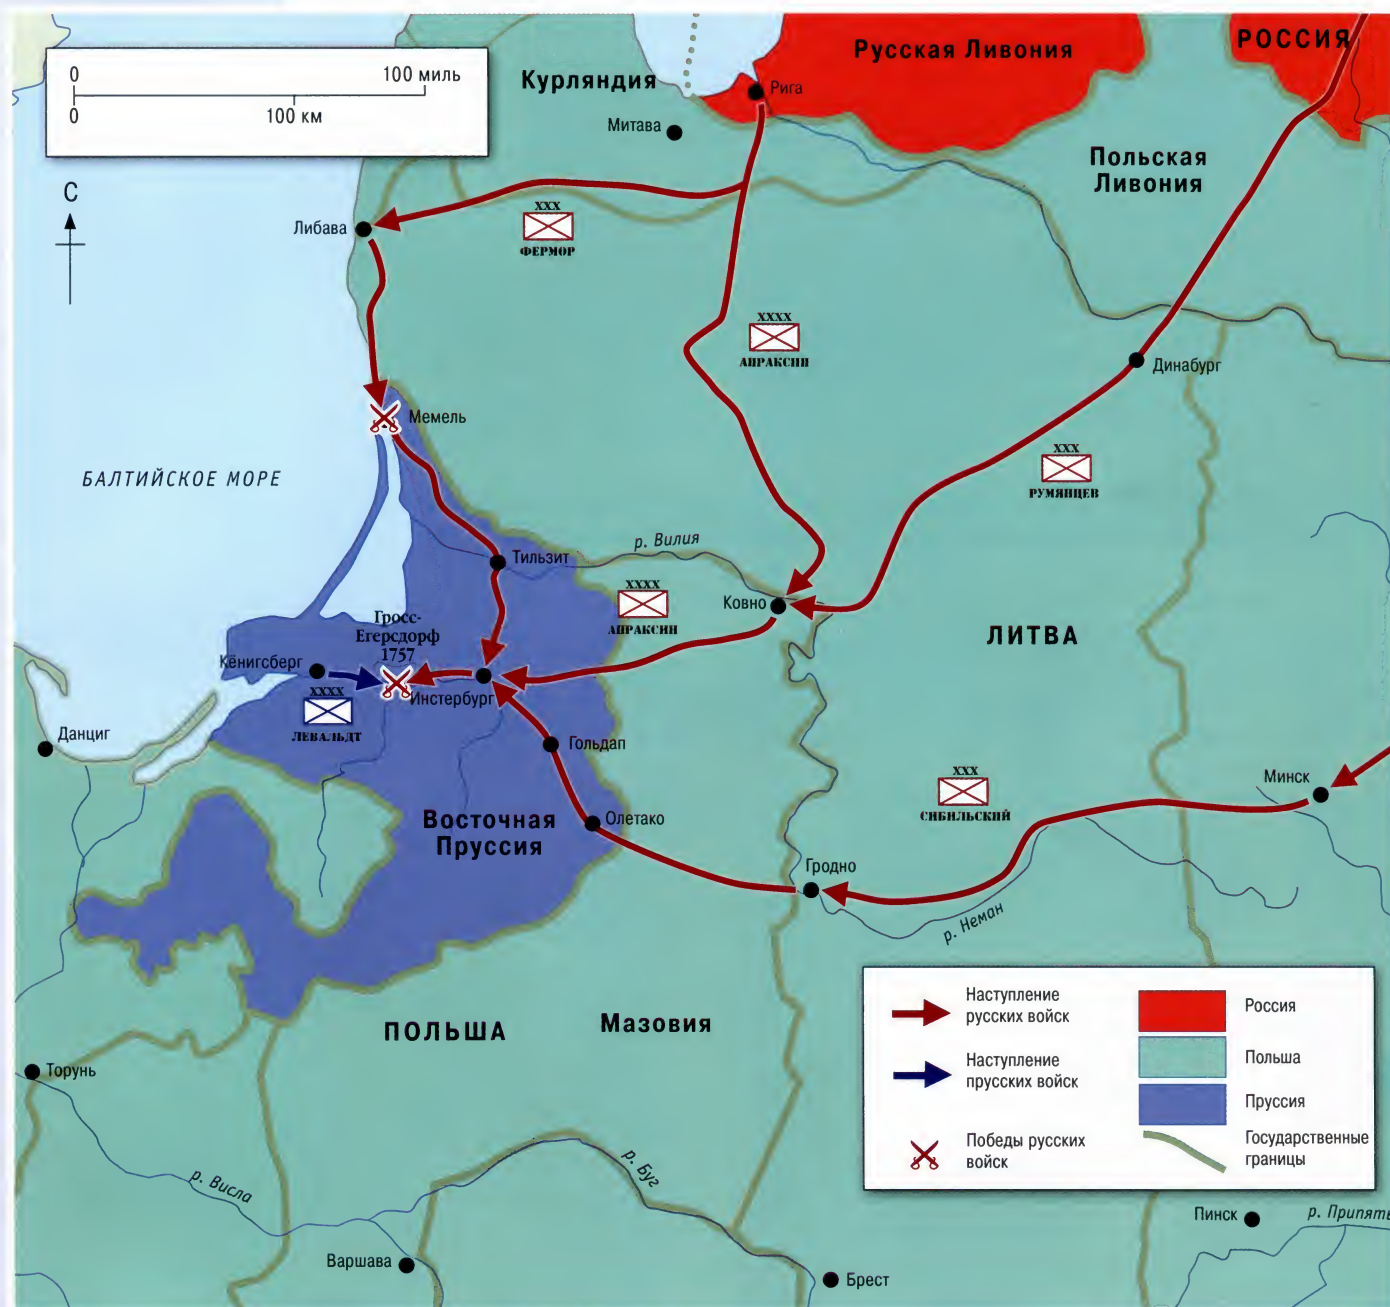 0
100 миль
0
100 км
С
Курляндия
Русская Ливония
РОССИЯ
Рига
Митава
Польская
Ливония
Либава
XXX
ФЕРМОР
XXXX
АПРАКСИН
Динабург
Мемель
XXX
РУМЯНЦЕВ
БАЛТИЙСКОЕ МОРЕ
р. Вилия
Тильзит
XXXX
АПРАКСИН
Ковно
ЛИТВА
Гросс-
Егерсдорф
1757
Кёнигсберг
Инстербург
XXXX
ЛЕВАЛЬДТ
Данциг
Гольдап
Минск
XXX
СИБИЛЬСКИЙ
Восточная
Пруссия
Олетако
Гродно
р. Неман
ПОЛЬША
Мазовия
Торунь
р. Висла
р. Буг
Варшава
Брест
Пинск
р. Припять
Наступление
русских войск
Наступление
прусских войск
Победы русских
войск
Россия
Польша
Пруссия
Государственные
границы